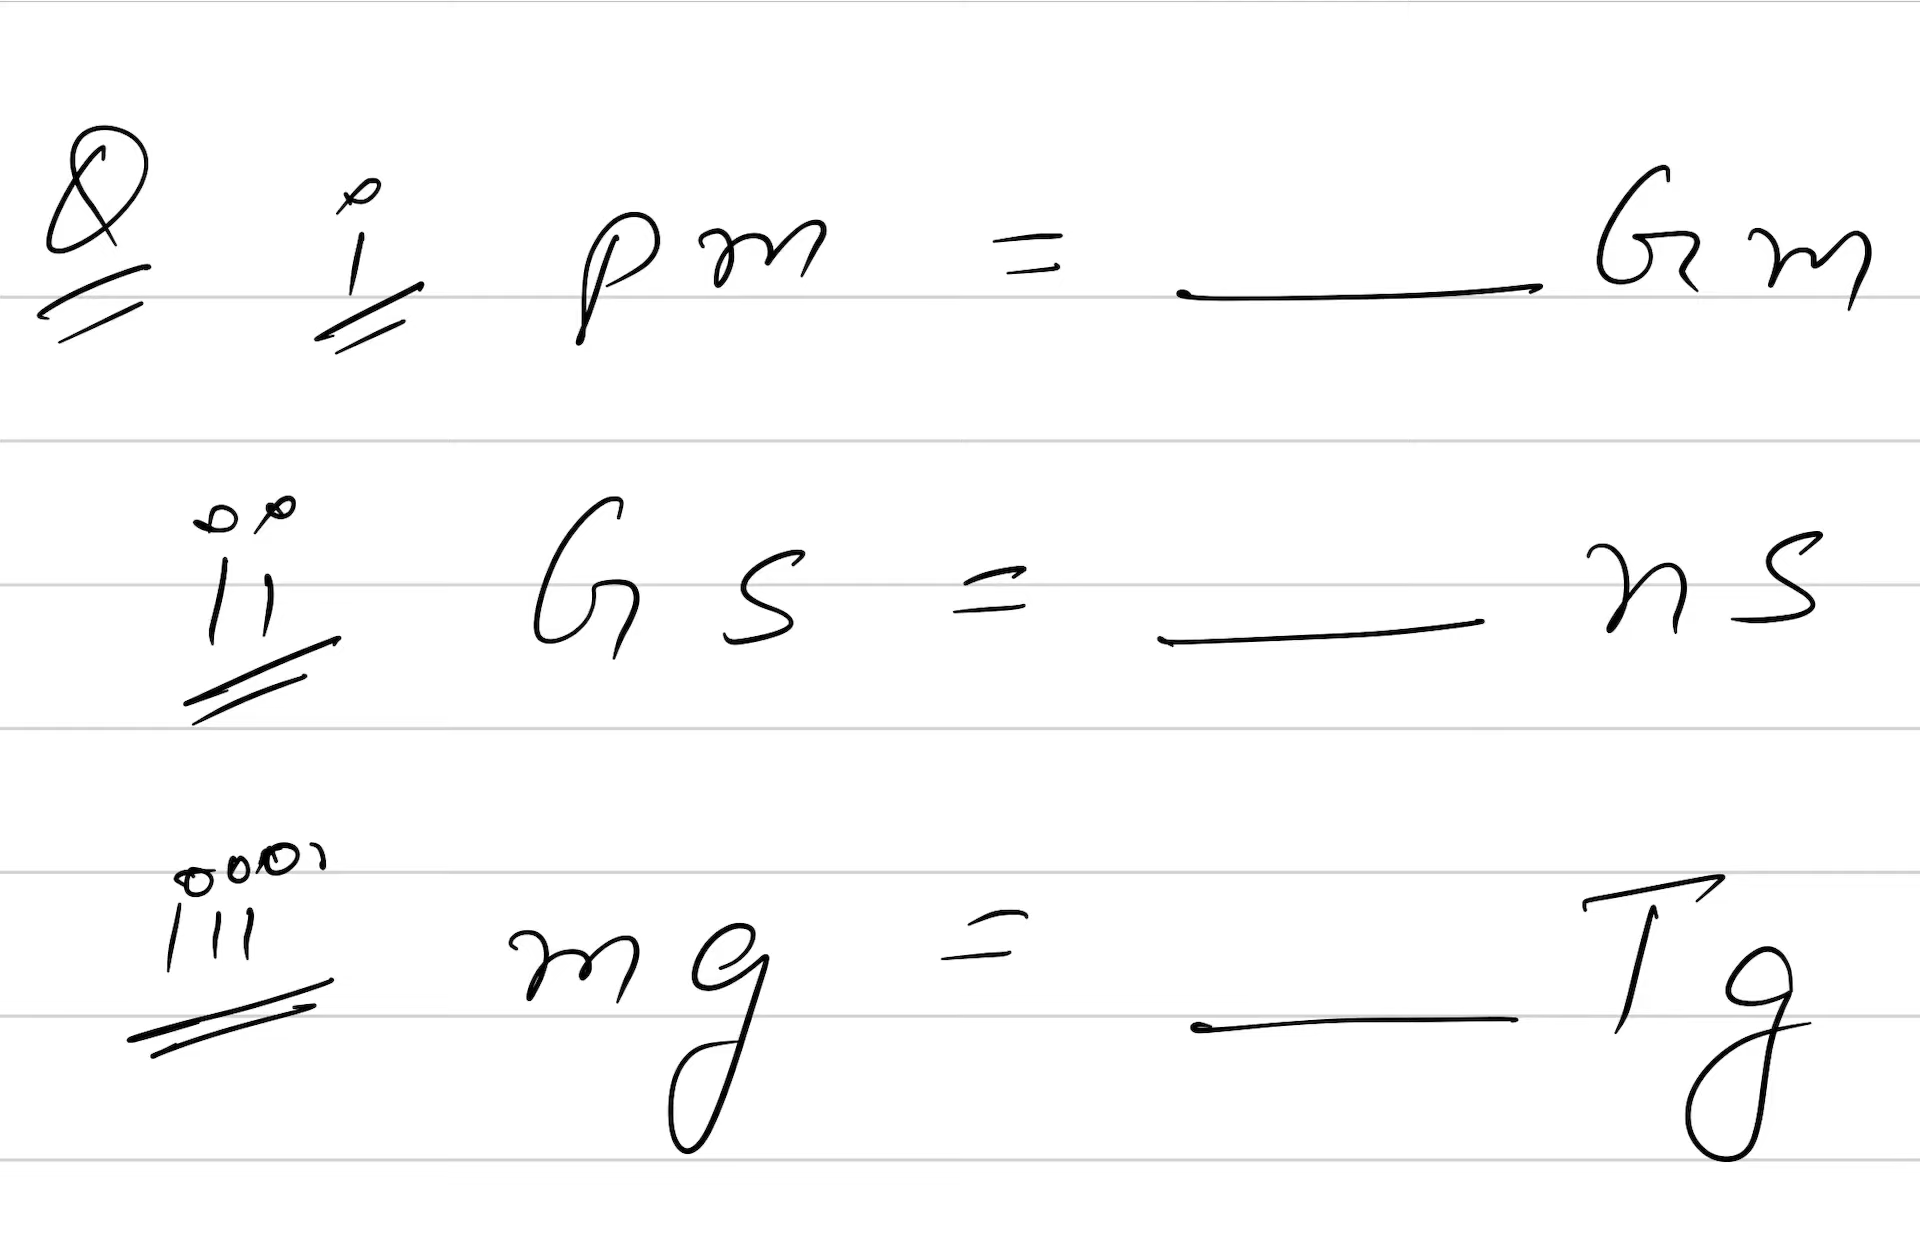 Q i pm = ____ Gm
ii Gs = ____ ns
iii mg = ____ Tg